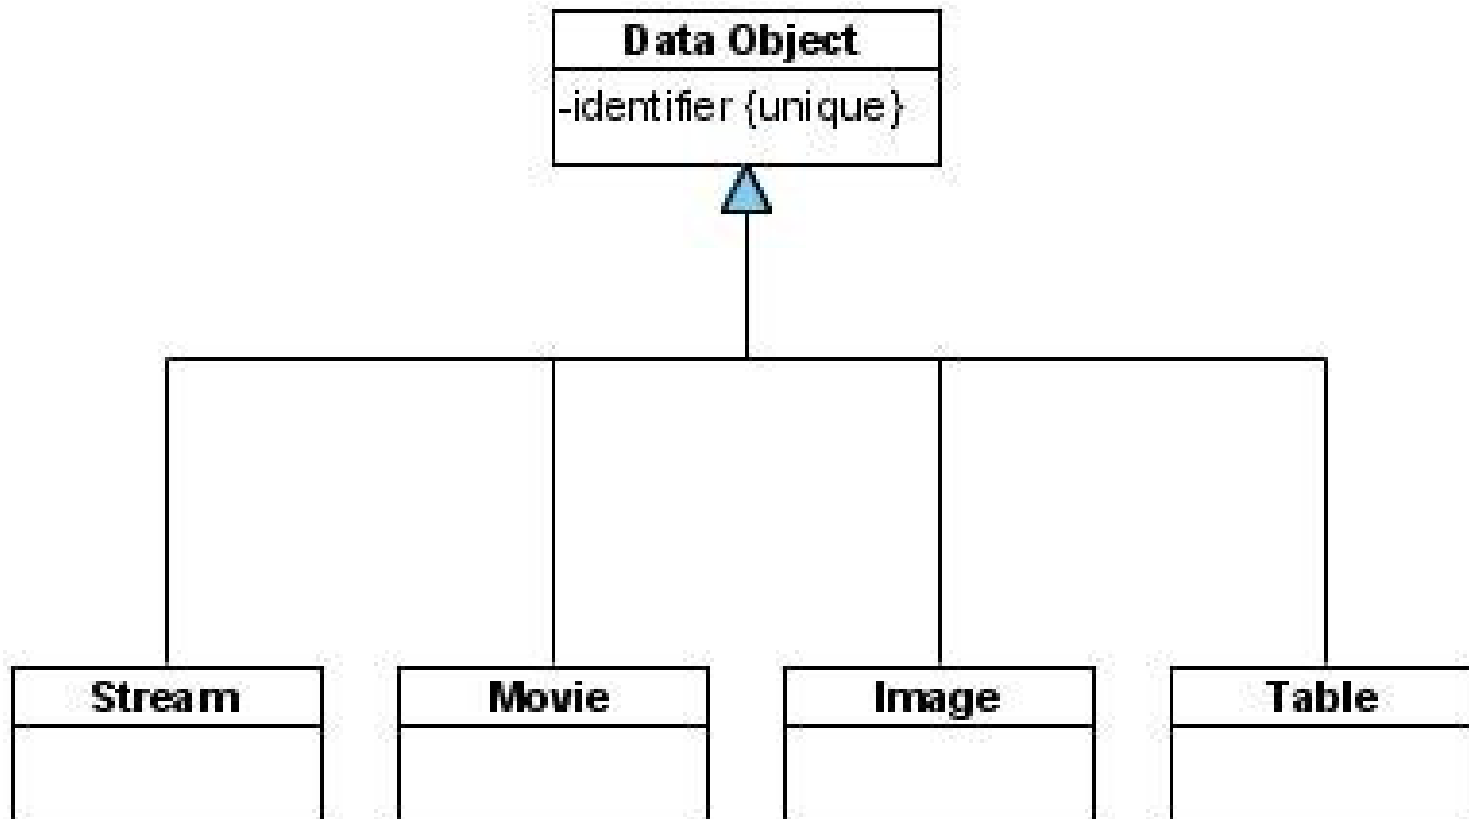 Data Object
-identifier {unique}
Stream
Movie
Image
Table